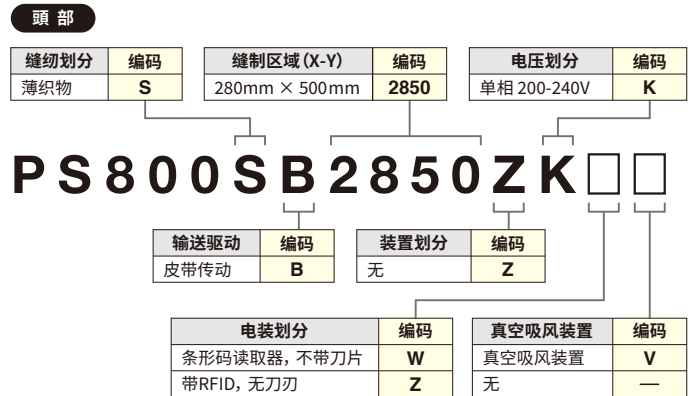 頭部
缝纫划分 编码
薄织物 S
缝制区域(X-Y) 编码
280mm × 500mm 2850
电压划分 编码
单相 200-240V K
PS800SB2850ZK□□
输送驱动 编码
皮带传动 B
装置划分 编码
无 Z
电装划分 编码
条形码读取器, 不带刀片 W
带RFID, 无刀刃 Z
真空吸风装置 编码
真空吸风装置 V
无 —